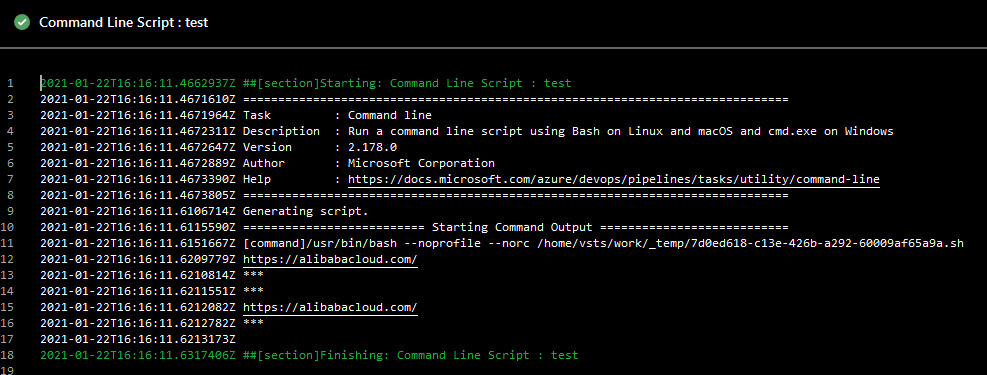 Command Line Script : test
1 2021-01-22T16:16:11.4662937Z ##[section]Starting: Command Line Script : test
2 2021-01-22T16:16:11.4671610Z ==============================================================================
3 2021-01-22T16:16:11.4671964Z Task         : Command line
4 2021-01-22T16:16:11.4672311Z Description  : Run a command line script using Bash on Linux and macOS and cmd.exe on Windows
5 2021-01-22T16:16:11.4672647Z Version      : 2.178.0
6 2021-01-22T16:16:11.4672889Z Author       : Microsoft Corporation
7 2021-01-22T16:16:11.4673390Z Help         : https://docs.microsoft.com/azure/devops/pipelines/tasks/utility/command-line
8 2021-01-22T16:16:11.4673805Z ==============================================================================
9 2021-01-22T16:16:11.6106714Z Generating script.
10 2021-01-22T16:16:11.6115590Z ========================== Starting Command Output ===========================
11 2021-01-22T16:16:11.6151667Z [command]/usr/bin/bash --noprofile --norc /home/vsts/work/_temp/7d0ed618-c13e-426b-a292-60009af65a9a.sh
12 2021-01-22T16:16:11.6209779Z https://alibabacloud.com/
13 2021-01-22T16:16:11.6210814Z ***
14 2021-01-22T16:16:11.6211551Z ***
15 2021-01-22T16:16:11.6212082Z https://alibabacloud.com/
16 2021-01-22T16:16:11.6212782Z ***
17 2021-01-22T16:16:11.6213173Z
18 2021-01-22T16:16:11.6317406Z ##[section]Finishing: Command Line Script : test
19